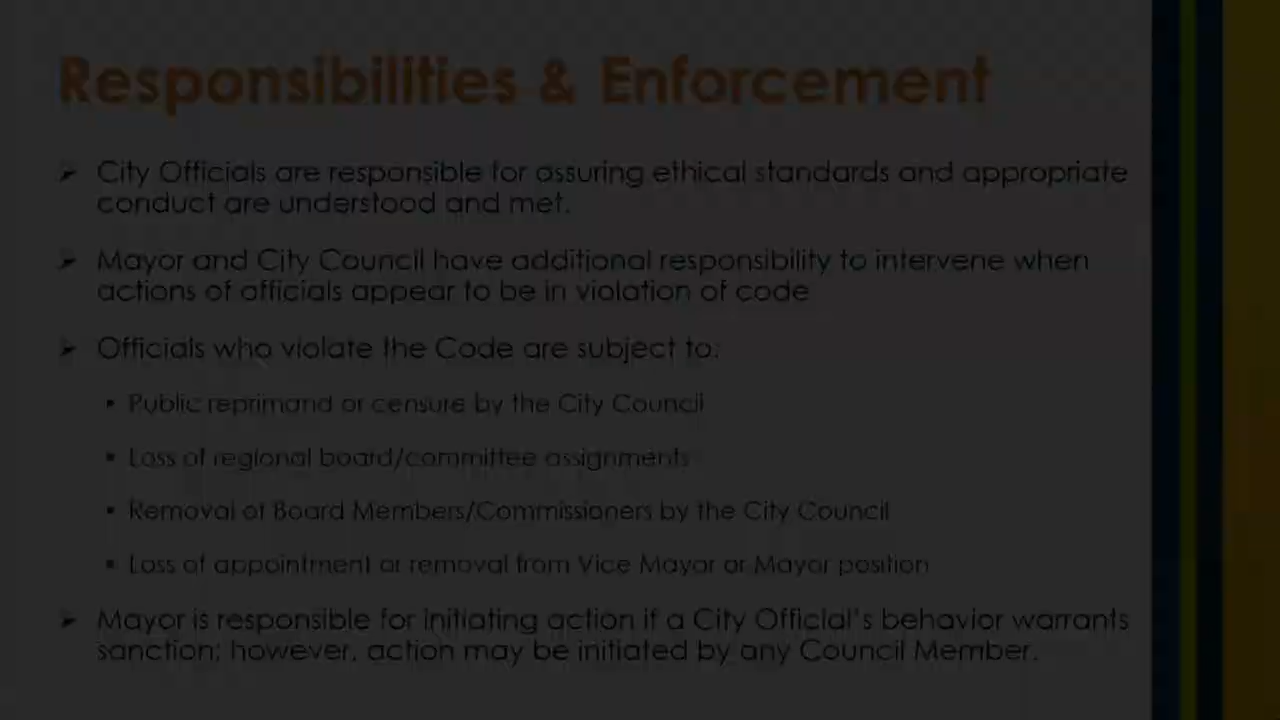 Responsibilities & Enforcement
➢ City Officials are responsible for assuring ethical standards and appropriate
conduct are understood and met.
➢ Mayor and City Council have additional responsibility to intervene when
actions of officials appear to be in violation of code
➢ Officials who violate the Code are subject to:
• Public reprimand or censure by the City Council
• Loss of regional board/committee assignments
• Removal of Board Members/Commissioners by the City Council
• Loss of appointment or removal from Vice Mayor or Mayor position
➢ Mayor is responsible for initiating action if a City Official's behavior warrants
sanction; however, action may be initiated by any Council Member.